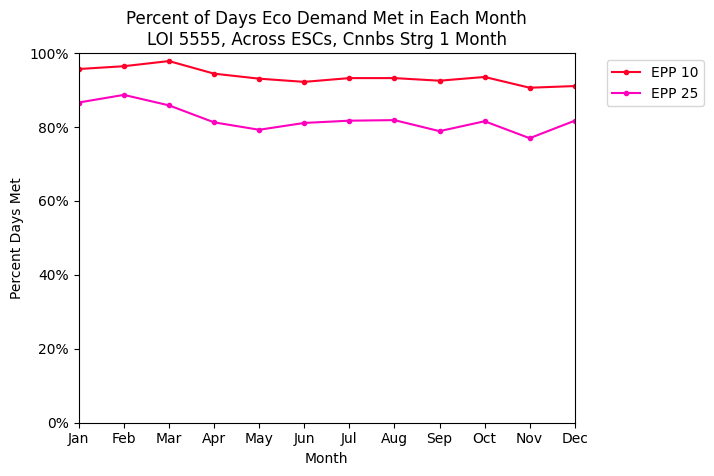 Percent of Days Eco Demand Met in Each Month
LOI 5555, Across ESCs, Cnnbs Strg 1 Month
100%
80%
60%
40%
20%
0%
Percent Days Met
Jan Feb Mar Apr May Jun Jul Aug Sep Oct Nov Dec
Month
EPP 10
EPP 25